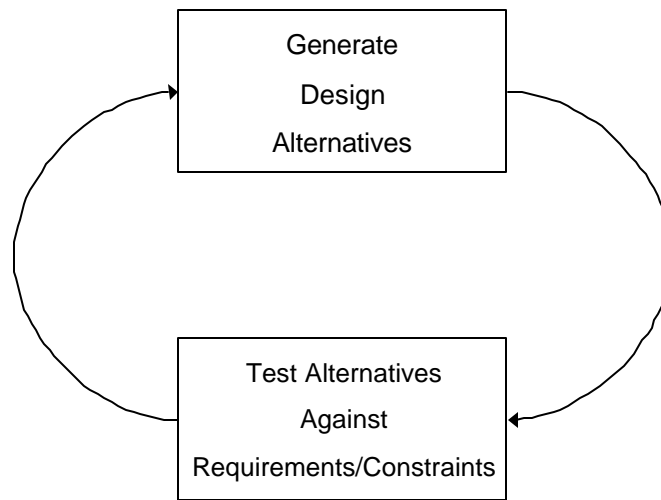 Generate
Design
Alternatives
Test Alternatives
Against
Requirements/Constraints